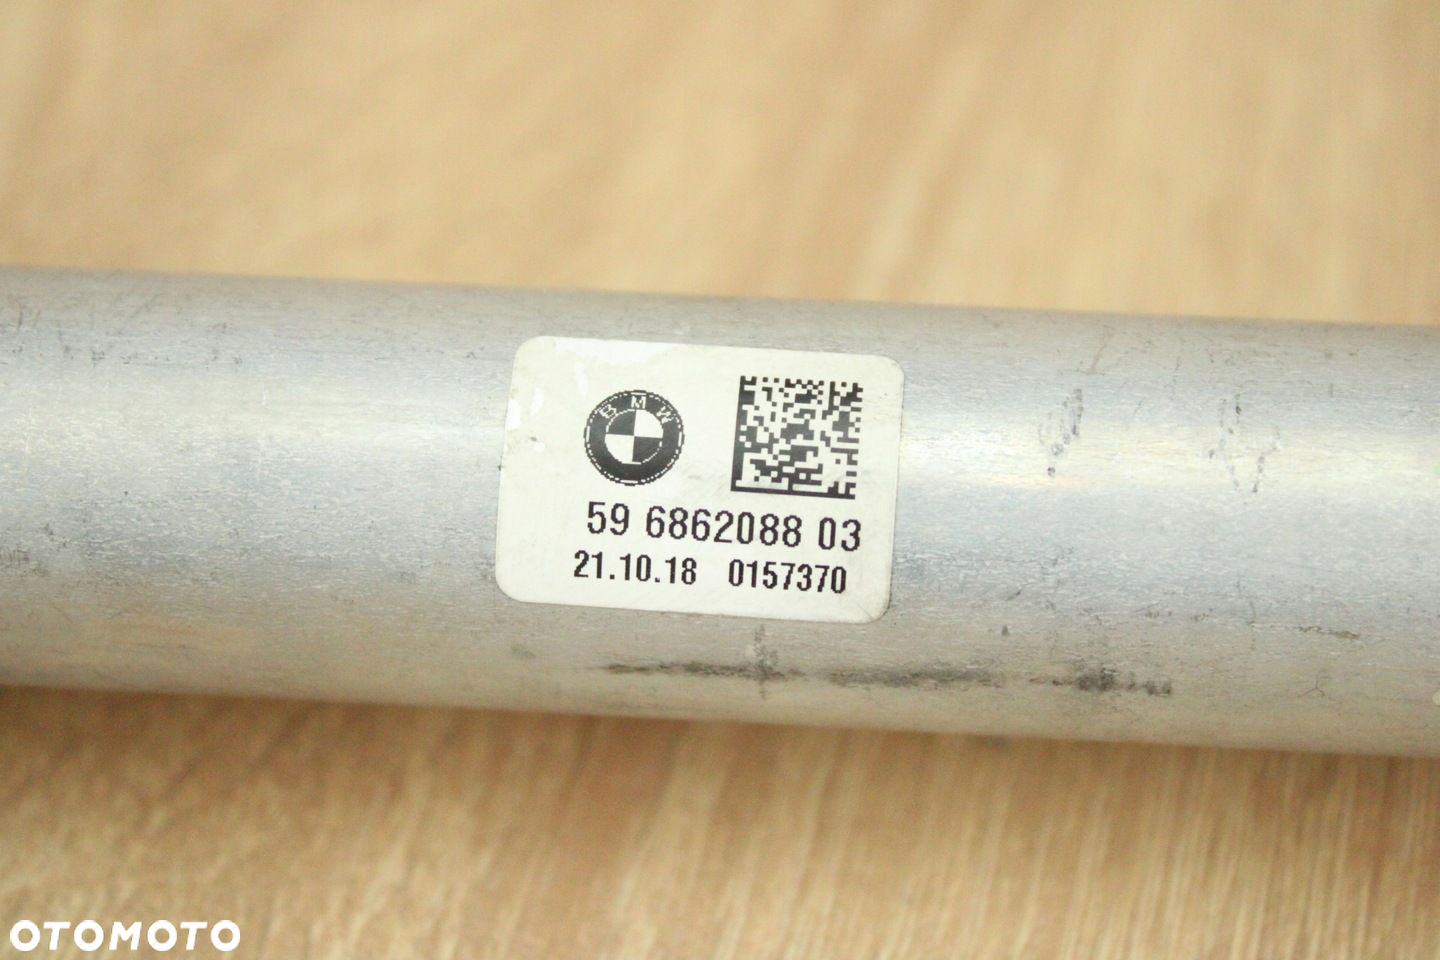 BMW
59 6862088 03
21.10.18 0157370
OTOMOTO